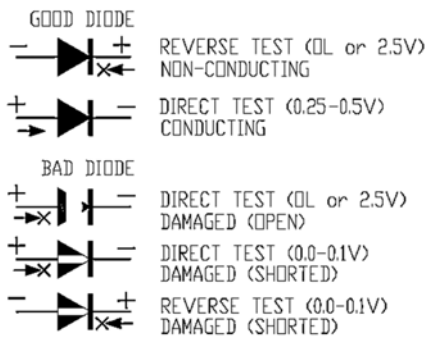 GOOD DIODE
− +
REVERSE TEST (OL or 2.5V)
NON-CONDUCTING
+ −
DIRECT TEST (0.25-0.5V)
CONDUCTING
BAD DIODE
+ −
DIRECT TEST (OL or 2.5V)
DAMAGED (OPEN)
+ −
DIRECT TEST (0.0-0.1V)
DAMAGED (SHORTED)
− +
REVERSE TEST (0.0-0.1V)
DAMAGED (SHORTED)